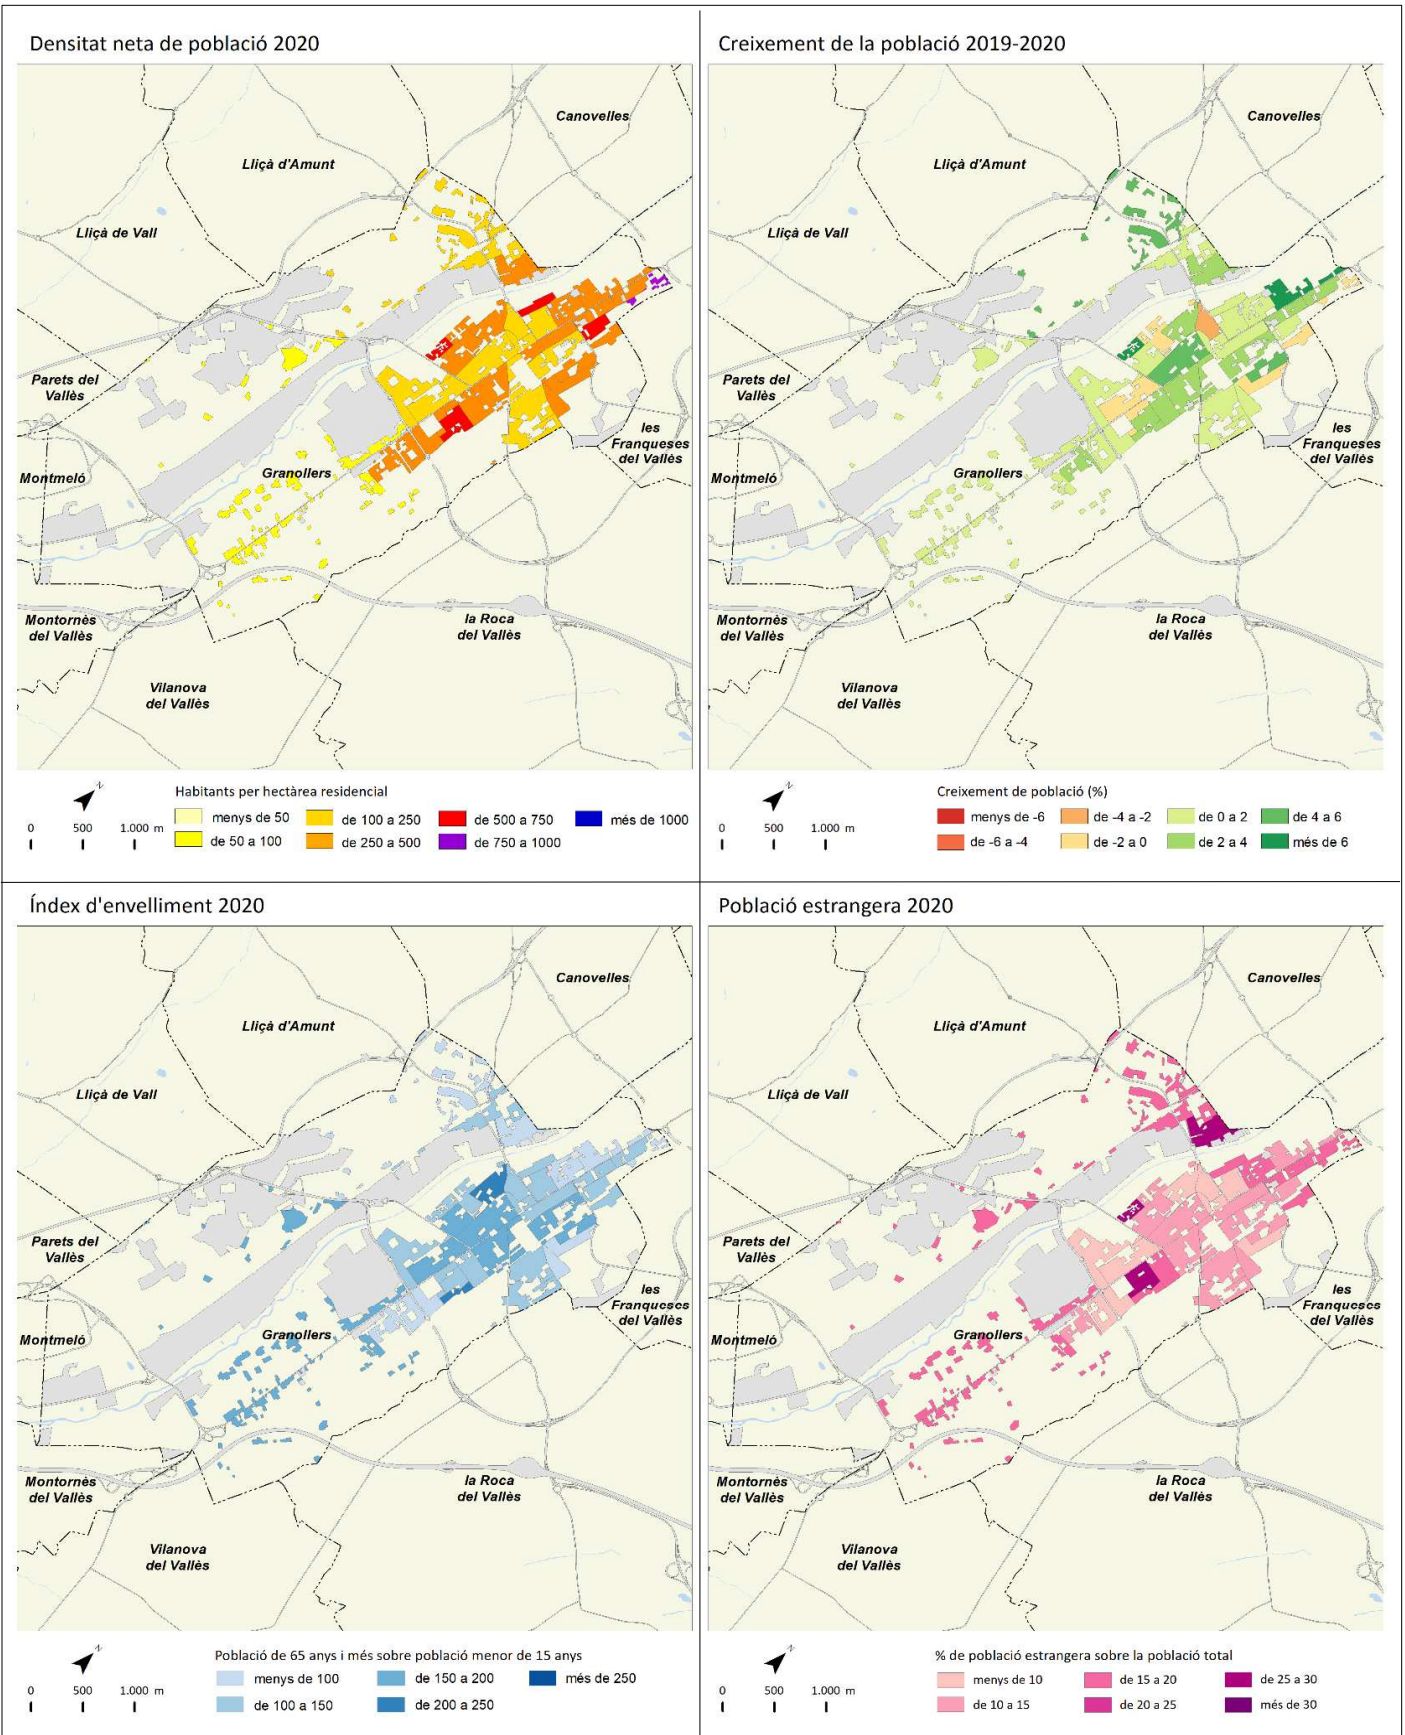 Densitat neta de població 2020
Canovelles
Lliçà d'Amunt
Lliçà de Vall
Parets del
Vallès
les
Franqueses
del Vallès
Montmeló
Granollers
Montornès
del Vallès
la Roca
del Vallès
Vilanova
del Vallès
N
0 500 1.000 m
Habitants per hectàrea residencial
menys de 50
de 50 a 100
de 100 a 250
de 250 a 500
de 500 a 750
de 750 a 1000
més de 1000
Creixement de la població 2019-2020
Canovelles
Lliçà d'Amunt
Lliçà de Vall
Parets del
Vallès
les
Franqueses
del Vallès
Montmeló
Granollers
Montornès
del Vallès
la Roca
del Vallès
Vilanova
del Vallès
N
0 500 1.000 m
Creixement de població (%)
menys de -6
de -6 a -4
de -4 a -2
de -2 a 0
de 0 a 2
de 2 a 4
de 4 a 6
més de 6
Índex d'envelliment 2020
Canovelles
Lliçà d'Amunt
Lliçà de Vall
Parets del
Vallès
les
Franqueses
del Vallès
Montmeló
Granollers
Montornès
del Vallès
la Roca
del Vallès
Vilanova
del Vallès
N
0 500 1.000 m
Població de 65 anys i més sobre població menor de 15 anys
menys de 100
de 100 a 150
de 150 a 200
de 200 a 250
més de 250
Població estrangera 2020
Canovelles
Lliçà d'Amunt
Lliçà de Vall
Parets del
Vallès
les
Franqueses
del Vallès
Montmeló
Granollers
Montornès
del Vallès
la Roca
del Vallès
Vilanova
del Vallès
N
0 500 1.000 m
% de població estrangera sobre la població total
menys de 10
de 10 a 15
de 15 a 20
de 20 a 25
de 25 a 30
més de 30